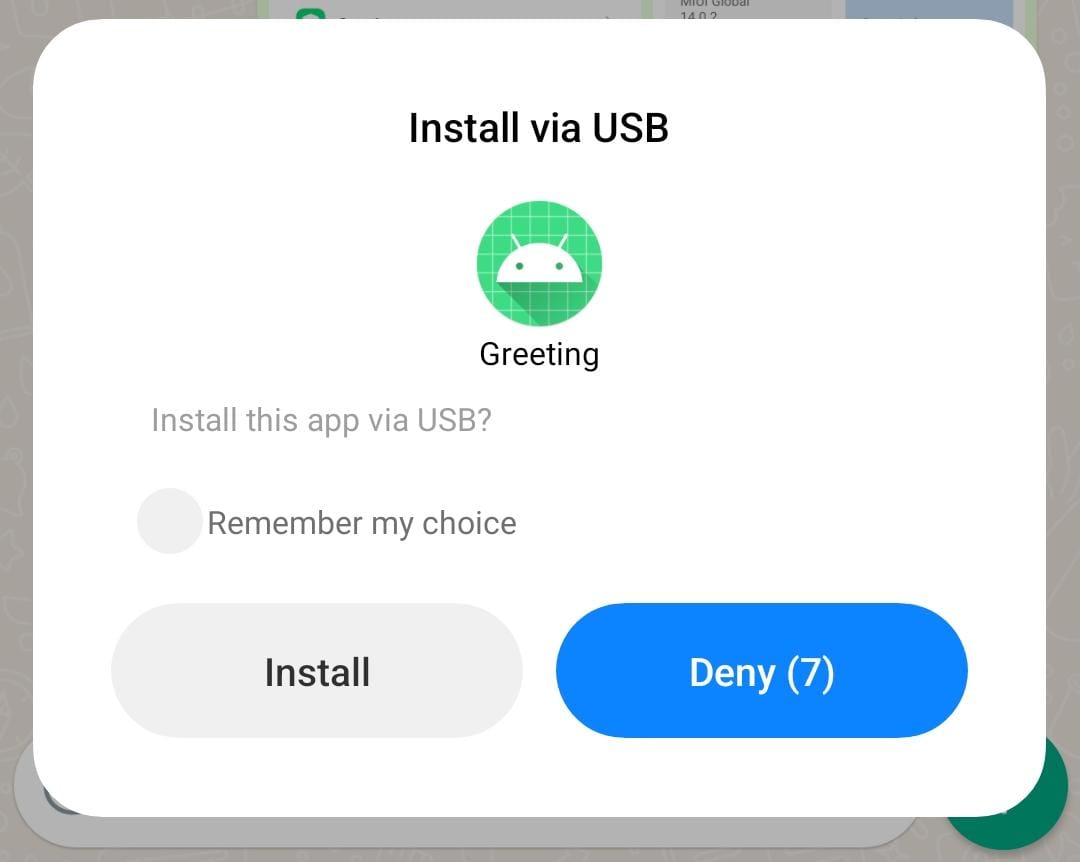 MIUI Global
14.0.2
Install via USB
Greeting
Install this app via USB?
Remember my choice
Install
Deny (7)